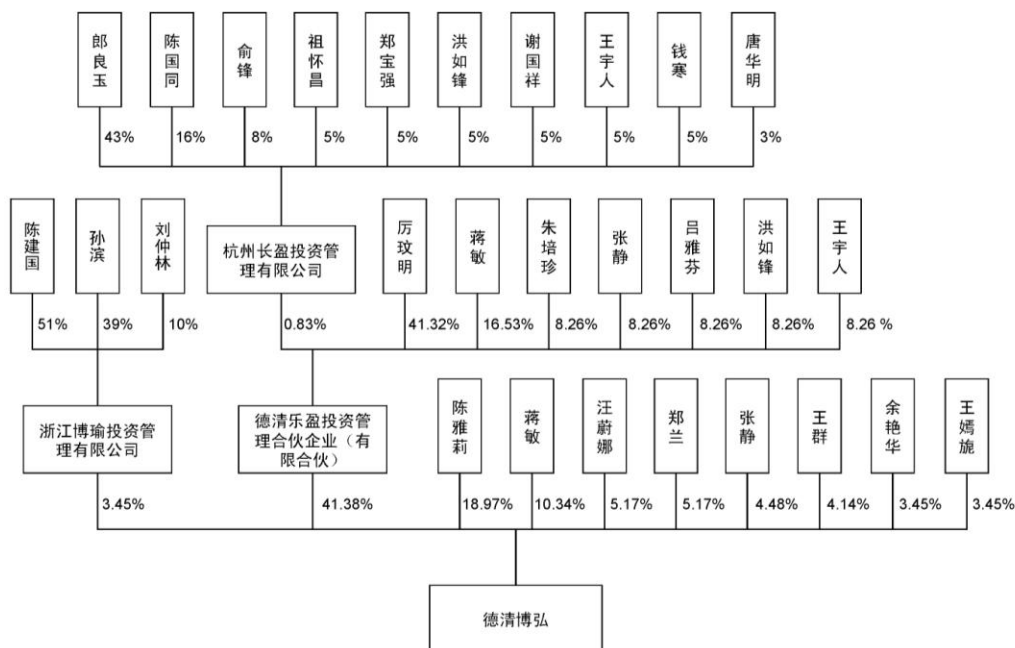 郎良玉
陈国同
俞锋
祖怀昌
郑宝强
洪如锋
谢国祥
王宇人
钱寒
唐华明
43%
16%
8%
5%
5%
5%
5%
5%
5%
3%
陈建国
孙滨
刘仲林
杭州长盈投资管
理有限公司
厉玟明
蒋敏
朱培珍
张静
吕雅芬
洪如锋
王宇人
51%
39%
10%
0.83%
41.32%
16.53%
8.26%
8.26%
8.26%
8.26%
8.26 %
浙江博瑜投资管
理有限公司
德清乐盈投资管
理合伙企业（有
限合伙）
陈雅莉
蒋敏
汪蔚娜
郑兰
张静
王群
余艳华
王嫣旎
3.45%
41.38%
18.97%
10.34%
5.17%
5.17%
4.48%
4.14%
3.45%
3.45%
德清博弘